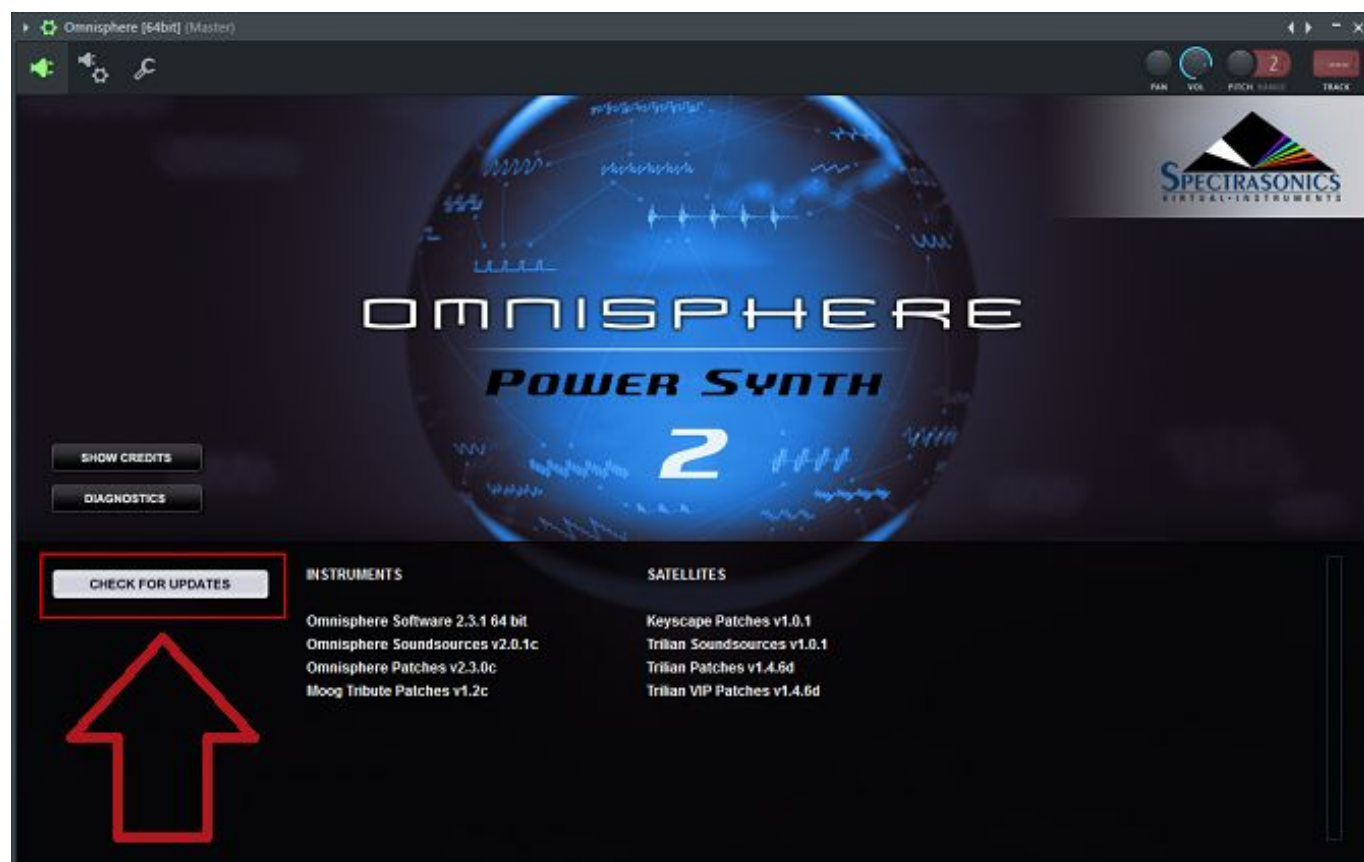 Omnisphere [64bit] (Master)
2
PAN VOL PITCH RANGE TRACK
SPECTRASONICS
VIRTUAL-INSTRUMENTS
OMNISPHERE
POWER SYNTH
2
SHOW CREDITS
DIAGNOSTICS
CHECK FOR UPDATES
INSTRUMENTS
Omnisphere Software 2.3.1 64 bit
Omnisphere Soundsources v2.0.1c
Omnisphere Patches v2.3.0c
Moog Tribute Patches v1.2c
SATELLITES
Keyscape Patches v1.0.1
Trilian Soundsources v1.0.1
Trilian Patches v1.4.6d
Trilian VIP Patches v1.4.6d